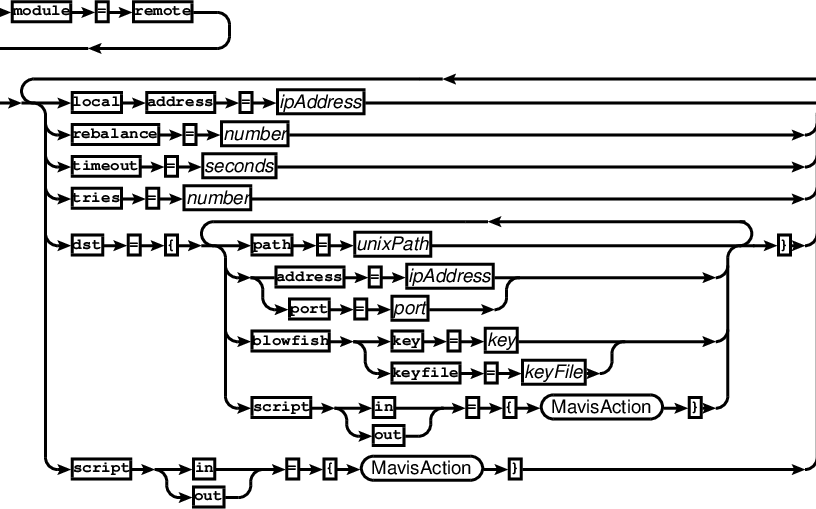 module = remote
local address = ipAddress
rebalance = number
timeout = seconds
tries = number
dst = { path = unixPath }
address = ipAddress
port = port
blowfish key = key
keyfile = keyFile
script in = { MavisAction }
out
script in = { MavisAction }
out